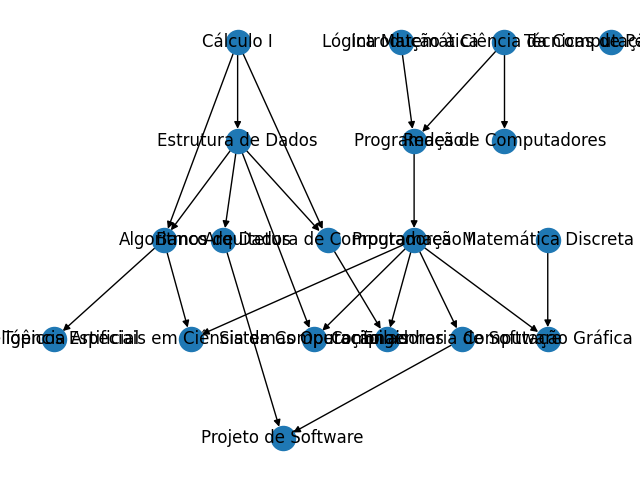 Cálculo I
Lógica Matemática
Introdução à Ciência da Computação
Técnicas de
Estrutura de Dados
Programação I
Redes de Computadores
Algoritmos
Banco de Dados
Arquitetura de Computadores
Programação II
Matemática Discreta
Inteligência Artificial
Tópicos Especiais em Ciência da Computação
Sistemas Operacionais
Compiladores
Engenharia de Software
Computação Gráfica
Projeto de Software